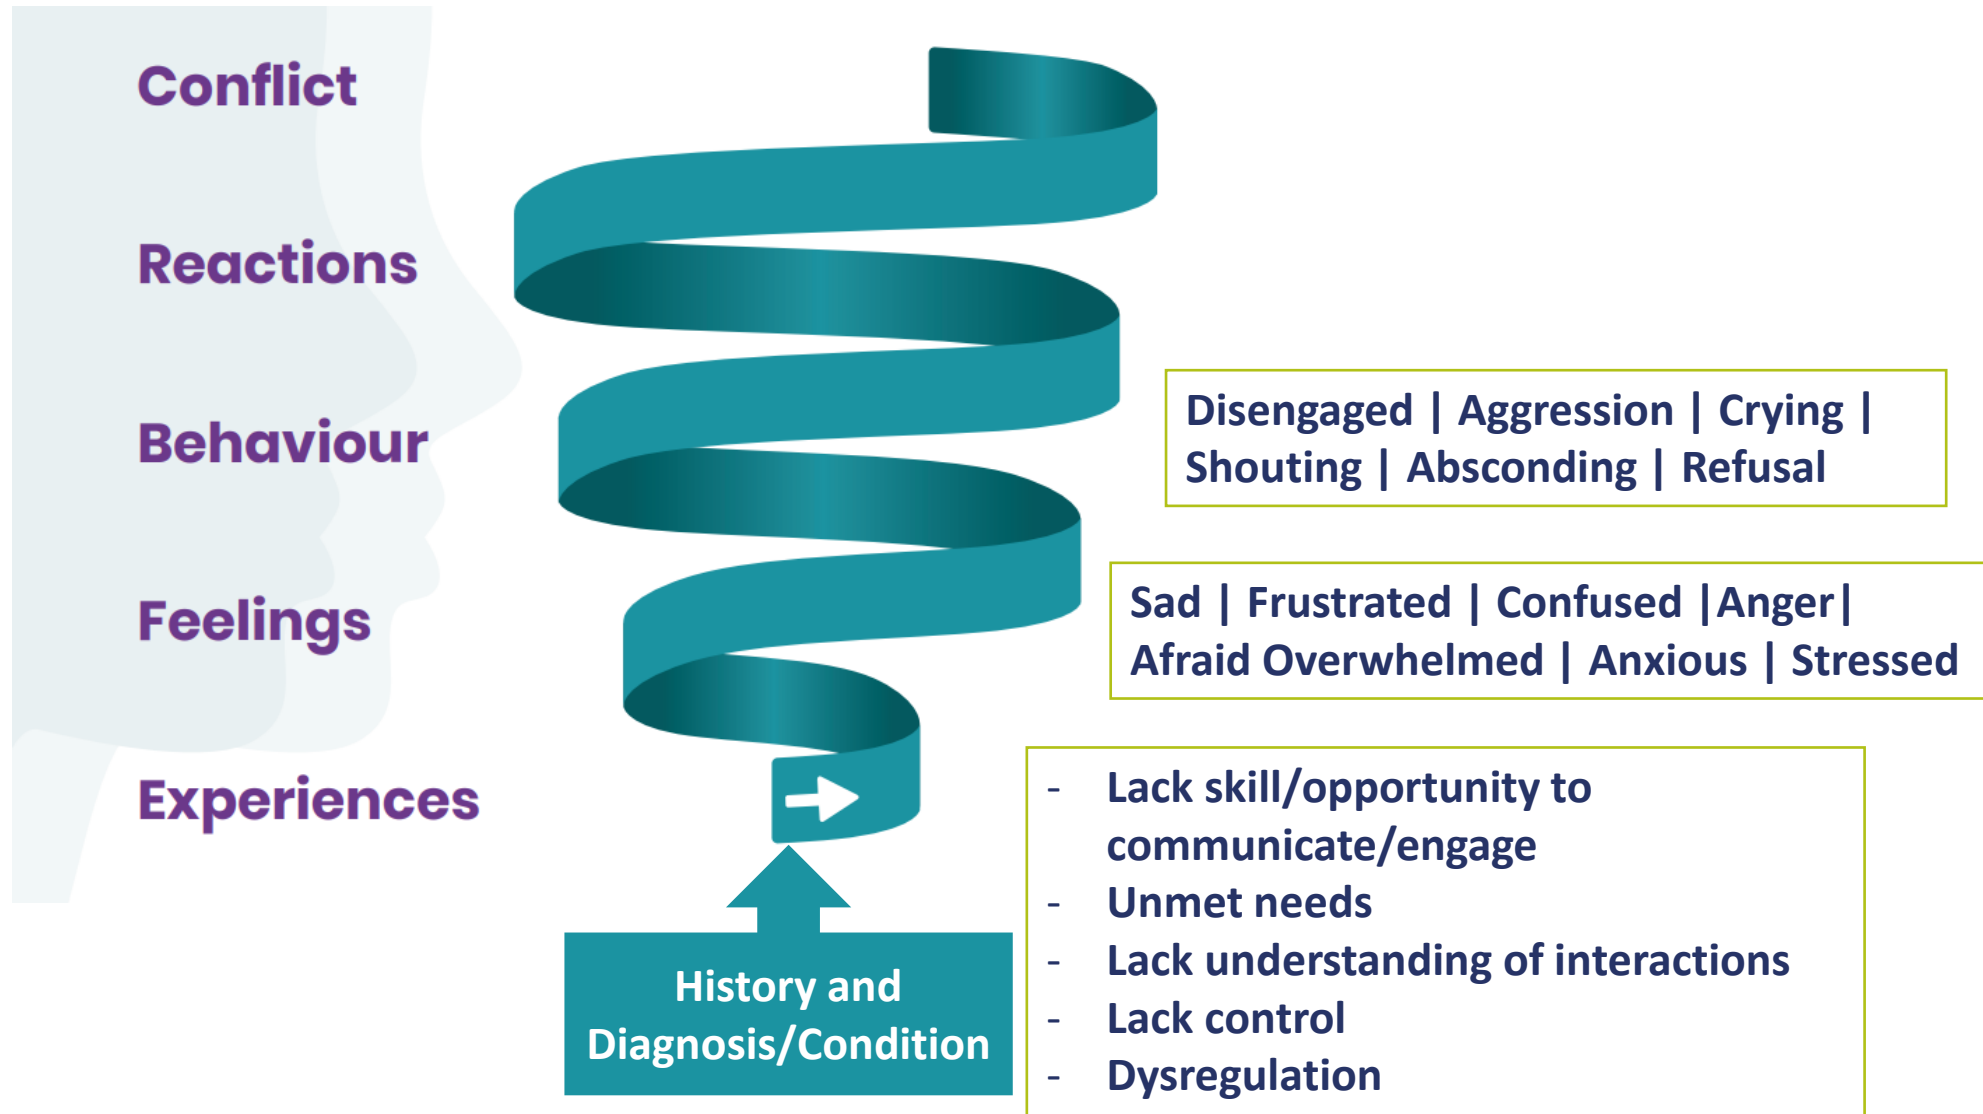 Conflict
Reactions
Behaviour
Disengaged | Aggression | Crying |
Shouting | Absconding | Refusal
Feelings
Sad | Frustrated | Confused |Anger|
Afraid Overwhelmed | Anxious | Stressed
Experiences
- Lack skill/opportunity to
communicate/engage
- Unmet needs
- Lack understanding of interactions
- Lack control
- Dysregulation
History and
Diagnosis/Condition